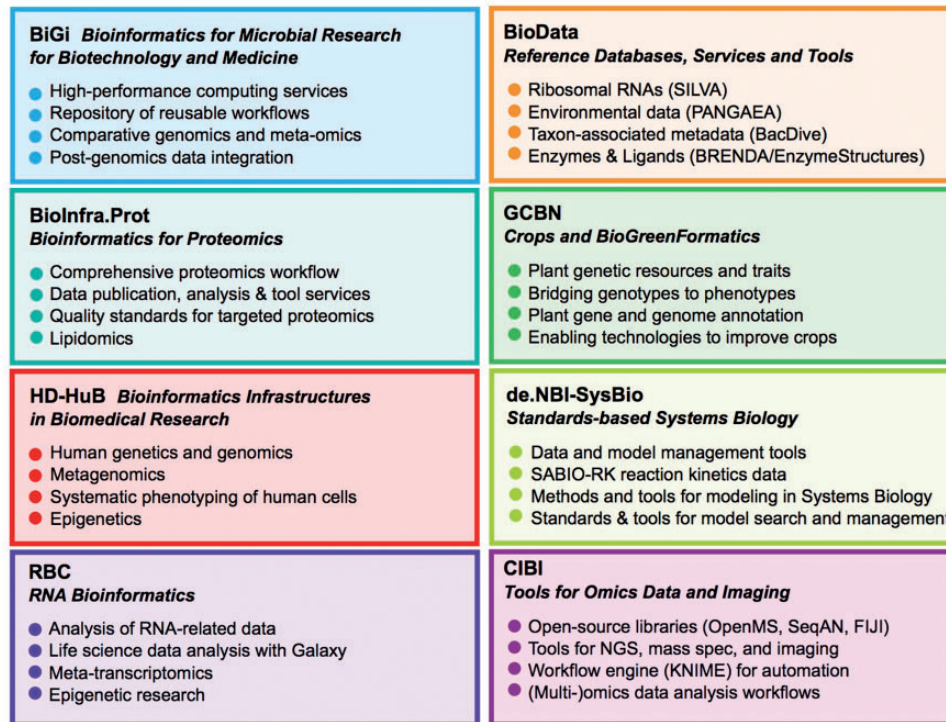 BiGi Bioinformatics for Microbial Research
for Biotechnology and Medicine
High-performance computing services
Repository of reusable workflows
Comparative genomics and meta-omics
Post-genomics data integration
BioData
Reference Databases, Services and Tools
Ribosomal RNAs (SILVA)
Environmental data (PANGAEA)
Taxon-associated metadata (BacDive)
Enzymes & Ligands (BRENDA/EnzymeStructures)
BioInfra.Prot
Bioinformatics for Proteomics
Comprehensive proteomics workflow
Data publication, analysis & tool services
Quality standards for targeted proteomics
Lipidomics
GCBN
Crops and BioGreenFormatics
Plant genetic resources and traits
Bridging genotypes to phenotypes
Plant gene and genome annotation
Enabling technologies to improve crops
HD-HuB Bioinformatics Infrastructures
in Biomedical Research
Human genetics and genomics
Metagenomics
Systematic phenotyping of human cells
Epigenetics
de.NBI-SysBio
Standards-based Systems Biology
Data and model management tools
SABIO-RK reaction kinetics data
Methods and tools for modeling in Systems Biology
Standards & tools for model search and management
RBC
RNA Bioinformatics
Analysis of RNA-related data
Life science data analysis with Galaxy
Meta-transcriptomics
Epigenetic research
CIBI
Tools for Omics Data and Imaging
Open-source libraries (OpenMS, SeqAN, FIJI)
Tools for NGS, mass spec, and imaging
Workflow engine (KNIME) for automation
(Multi-)omics data analysis workflows